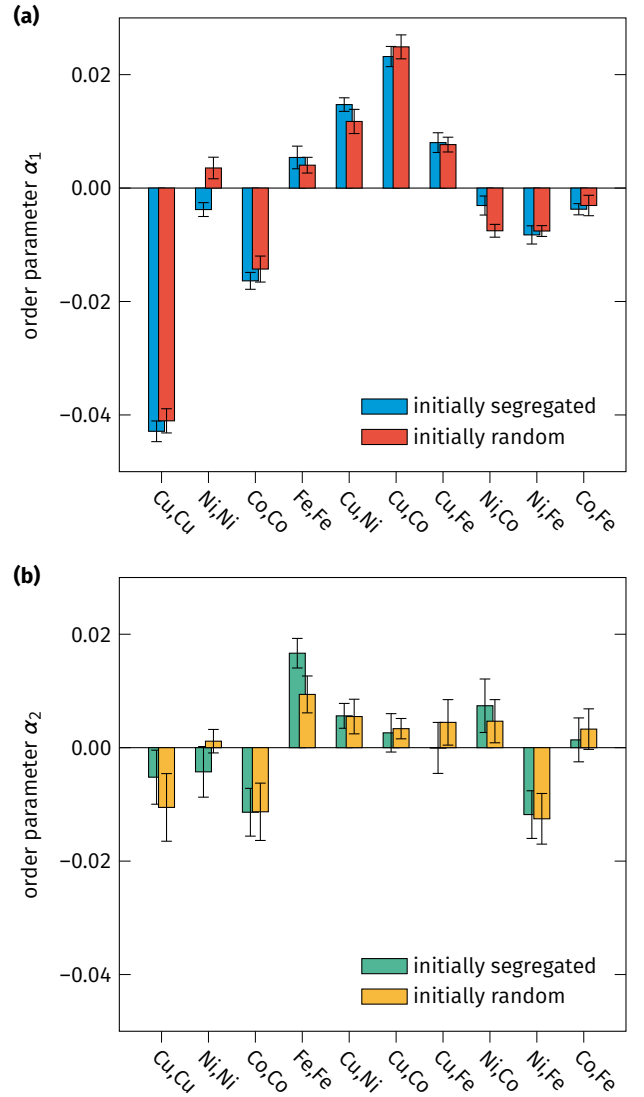 (a)
0.02
0.00
−0.02
−0.04
order parameter α₁
initially segregated
initially random
Cu,Cu
Ni,Ni
Co,Co
Fe,Fe
Cu,Ni
Cu,Co
Cu,Fe
Ni,Co
Ni,Fe
Co,Fe
(b)
0.02
0.00
−0.02
−0.04
order parameter α₂
initially segregated
initially random
Cu,Cu
Ni,Ni
Co,Co
Fe,Fe
Cu,Ni
Cu,Co
Cu,Fe
Ni,Co
Ni,Fe
Co,Fe